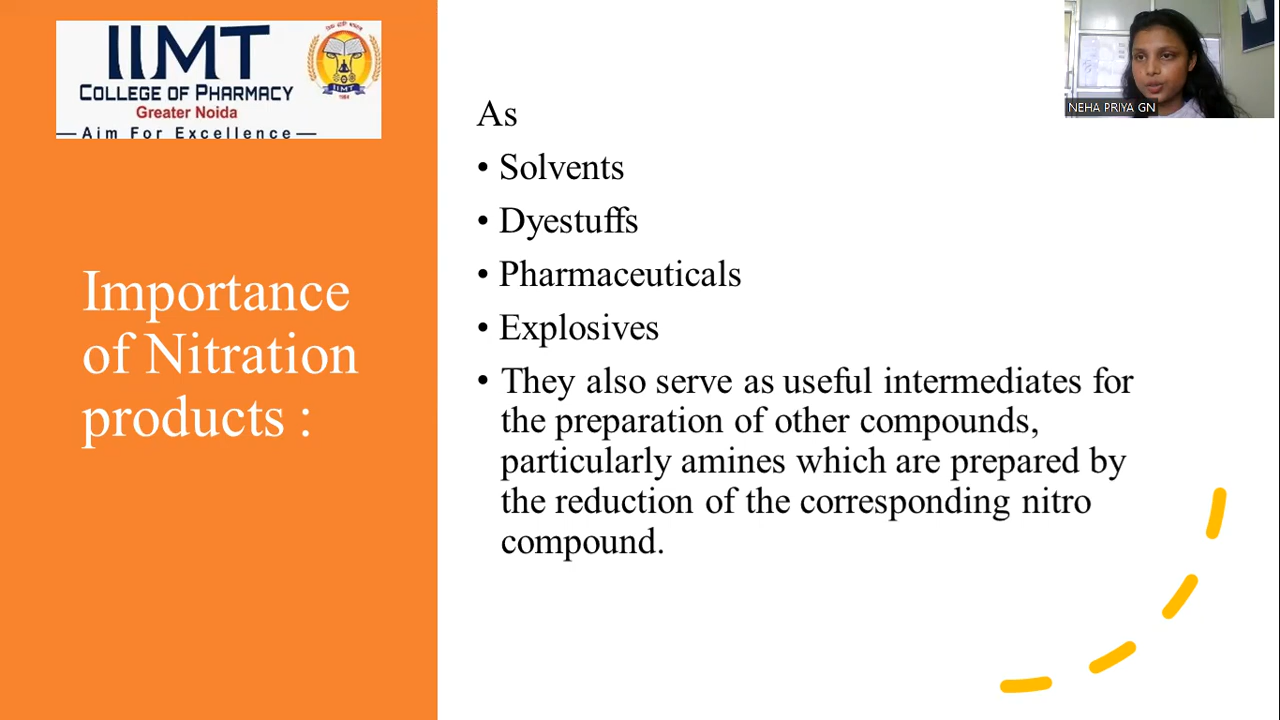 IIMT
COLLEGE OF PHARMACY
Greater Noida
Aim For Excellence
IIMT
NEHA PRIYA GN
Importance
of Nitration
products :
As
• Solvents
• Dyestuffs
• Pharmaceuticals
• Explosives
• They also serve as useful intermediates for
the preparation of other compounds,
particularly amines which are prepared by
the reduction of the corresponding nitro
compound.